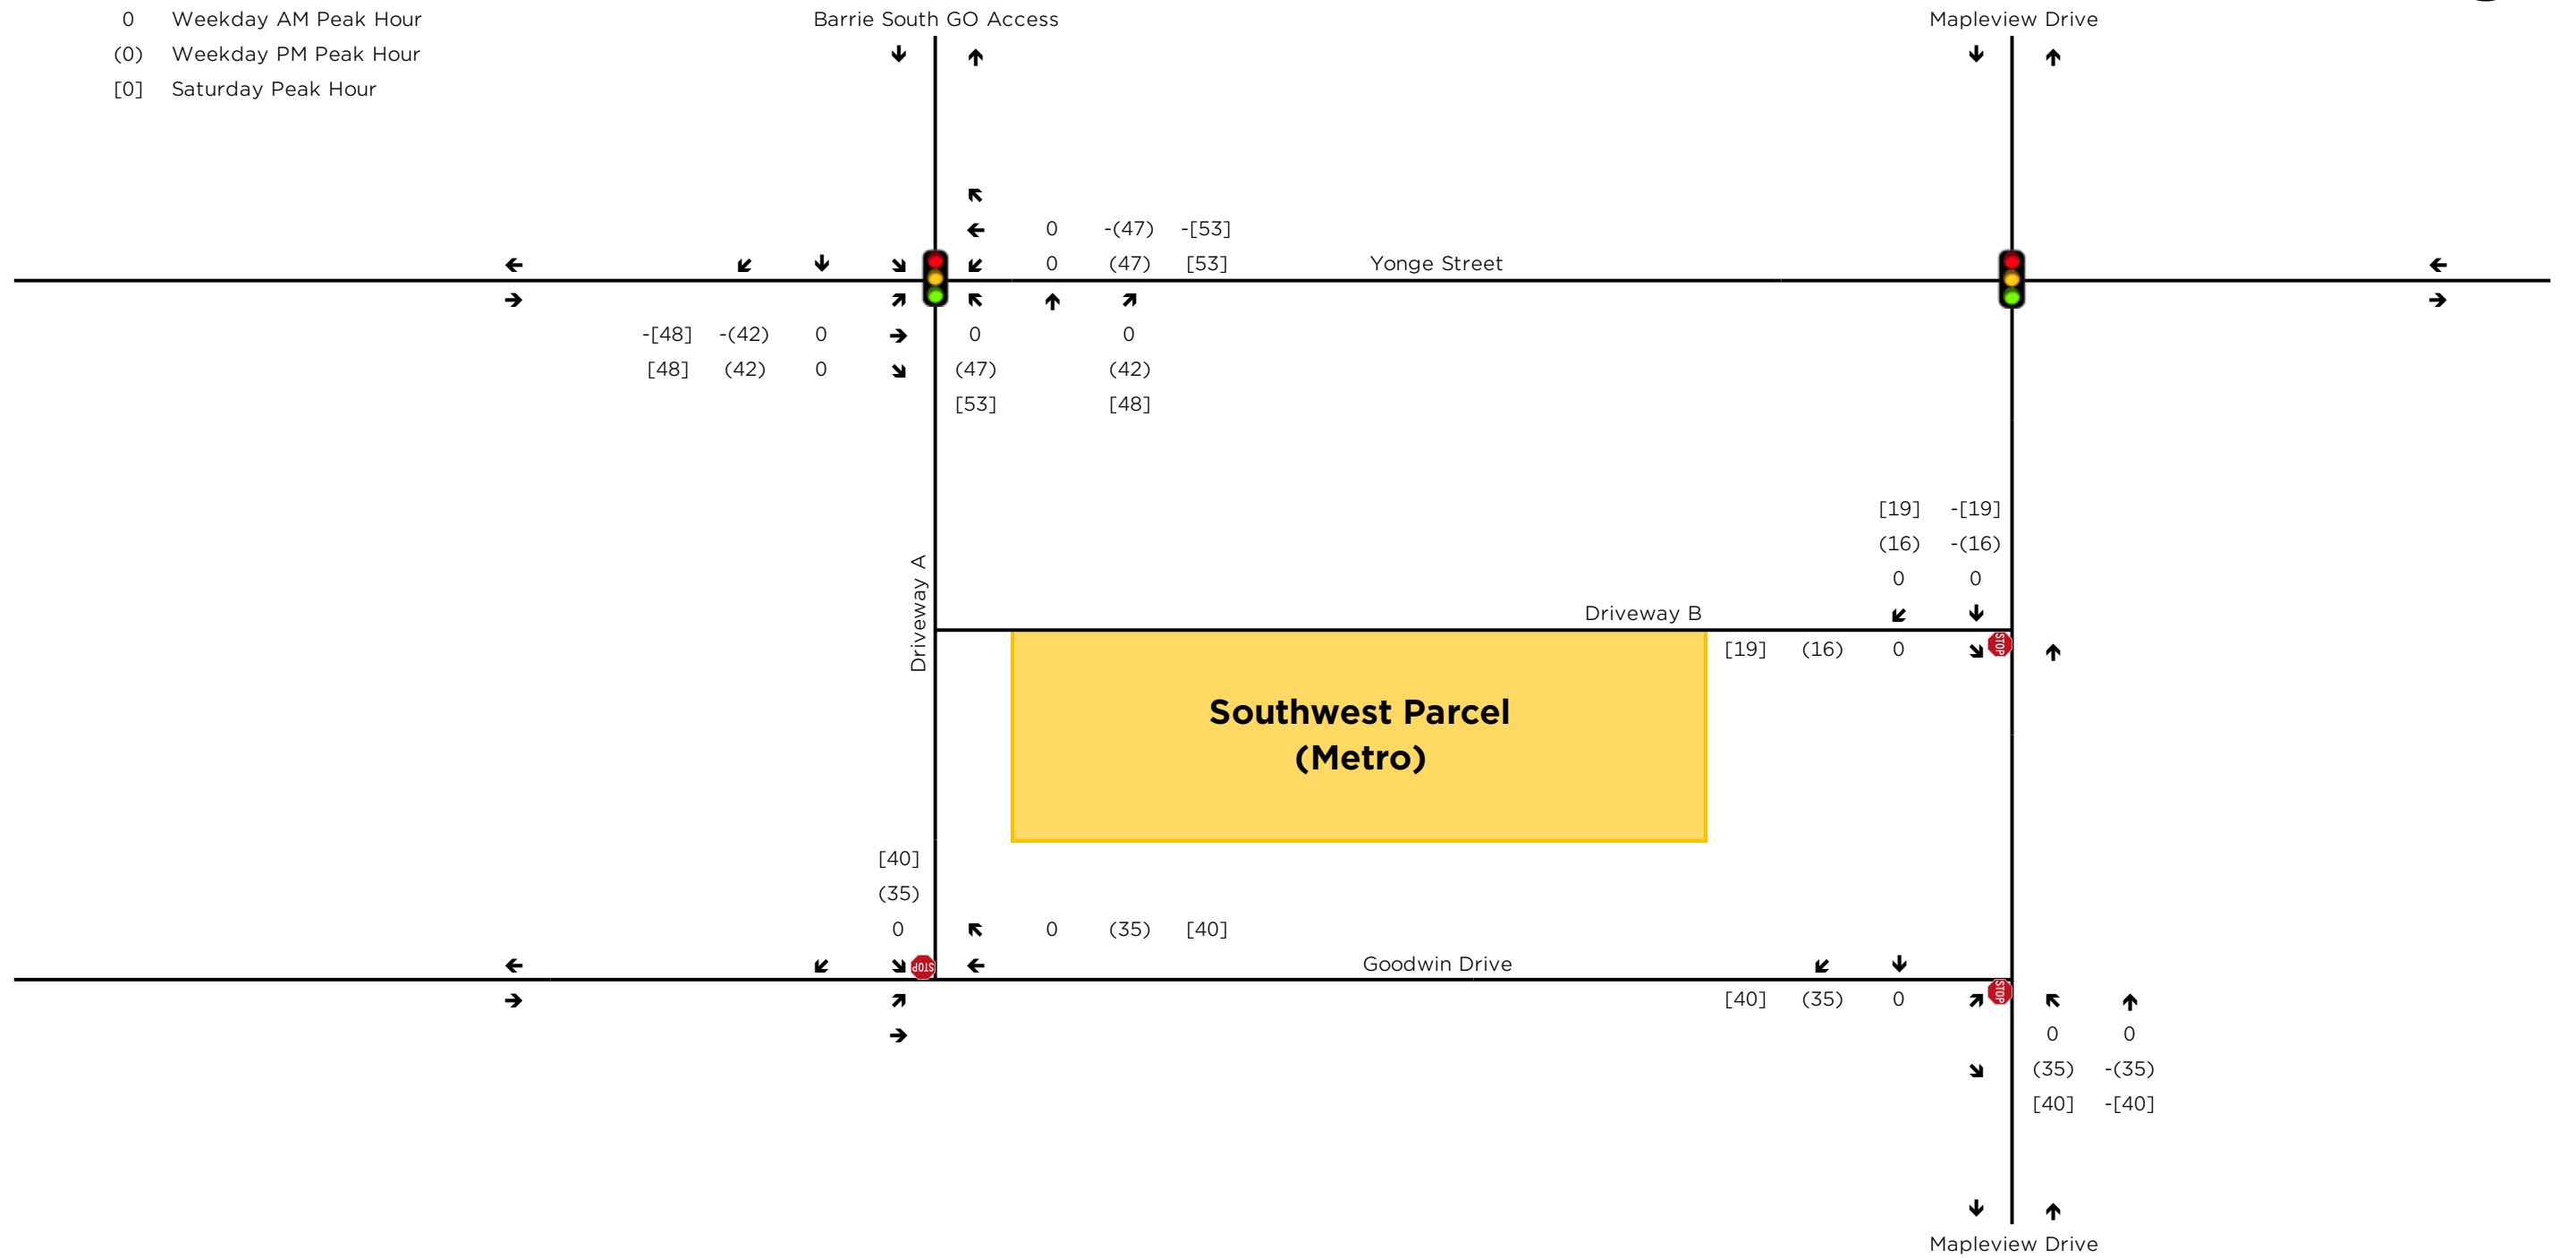 0 Weekday AM Peak Hour
(0) Weekday PM Peak Hour
[0] Saturday Peak Hour
Barrie South GO Access
Mapleview Drive
0 -(47) -[53]
0 (47) [53]
Yonge Street
-[48] -(42) 0
[48] (42) 0
0 0
(47) (42)
[53] [48]
Driveway A
[19] -[19]
(16) -(16)
0 0
Driveway B
[19] (16) 0
STOP
Southwest Parcel
(Metro)
[40]
(35)
0
0 (35) [40]
STOP
Goodwin Drive
[40] (35) 0
STOP
0 0
(35) -(35)
[40] -[40]
Mapleview Drive